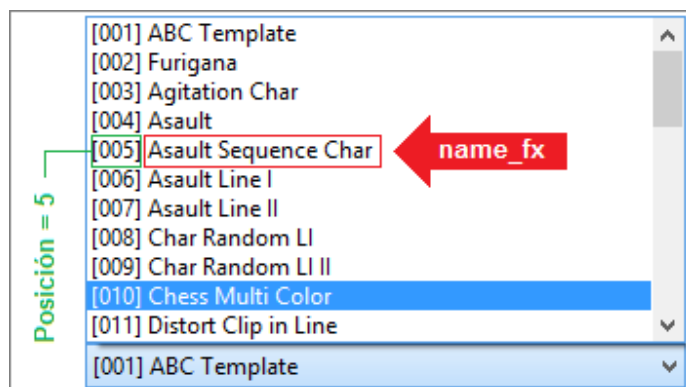 [001] ABC Template
[002] Furigana
[003] Agitation Char
[004] Asault
[005] Asault Sequence Char
name_fx
[006] Asault Line I
[007] Asault Line II
[008] Char Random LI
[009] Char Random LI II
[010] Chess Multi Color
[011] Distort Clip in Line
[001] ABC Template
Posición = 5